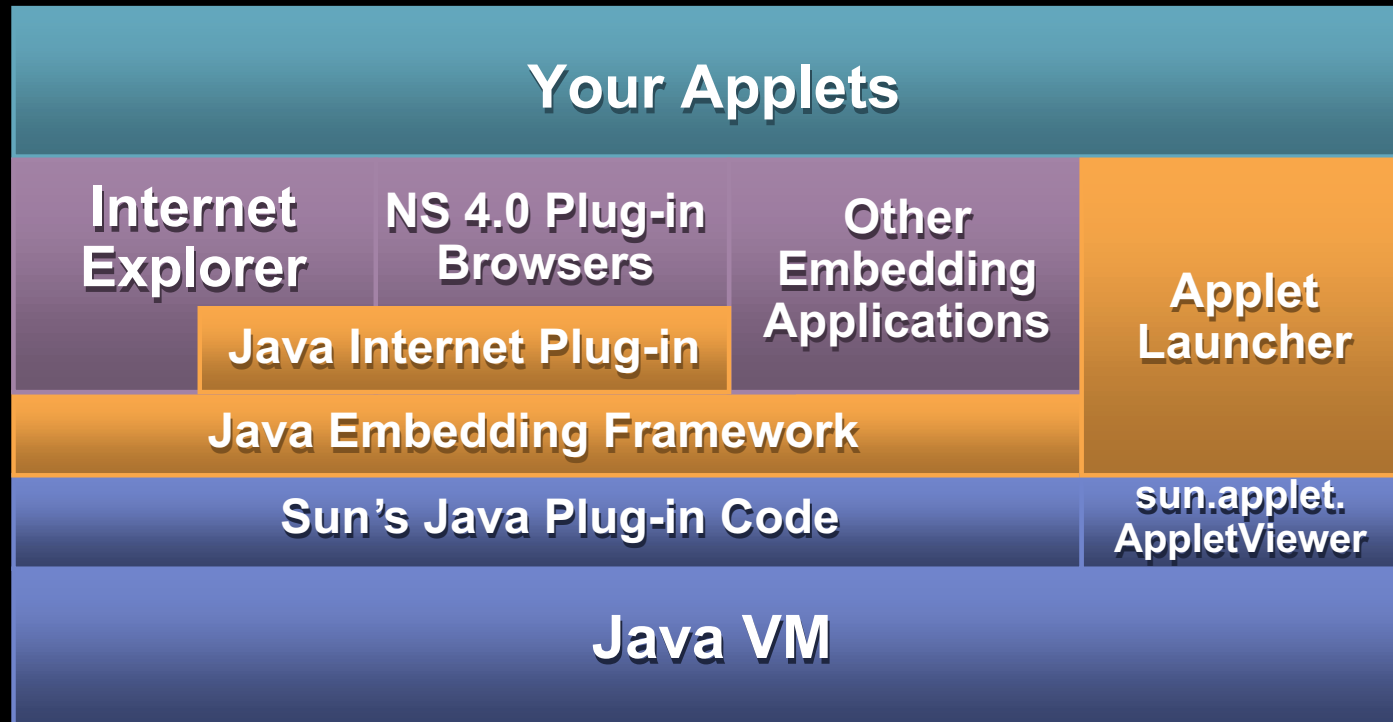 Your Applets
Internet
Explorer
NS 4.0 Plug-in
Browsers
Other
Embedding
Applications
Applet
Launcher
Java Internet Plug-in
Java Embedding Framework
Sun’s Java Plug-in Code
sun.applet.
AppletViewer
Java VM